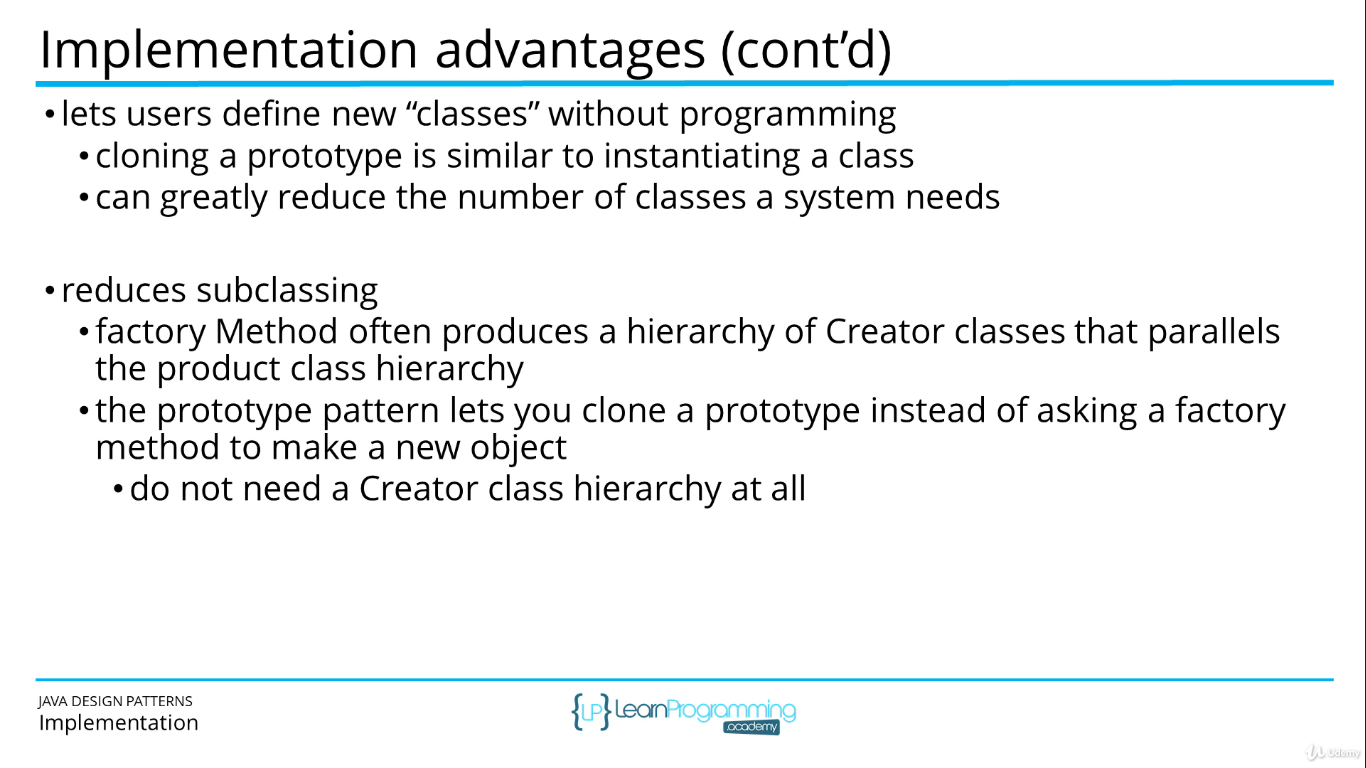 Implementation advantages (cont’d)
• lets users define new “classes” without programming
• cloning a prototype is similar to instantiating a class
• can greatly reduce the number of classes a system needs
• reduces subclassing
• factory Method often produces a hierarchy of Creator classes that parallels
the product class hierarchy
• the prototype pattern lets you clone a prototype instead of asking a factory
method to make a new object
• do not need a Creator class hierarchy at all
JAVA DESIGN PATTERNS
Implementation
{LP} LearnProgramming
.academy
Udemy